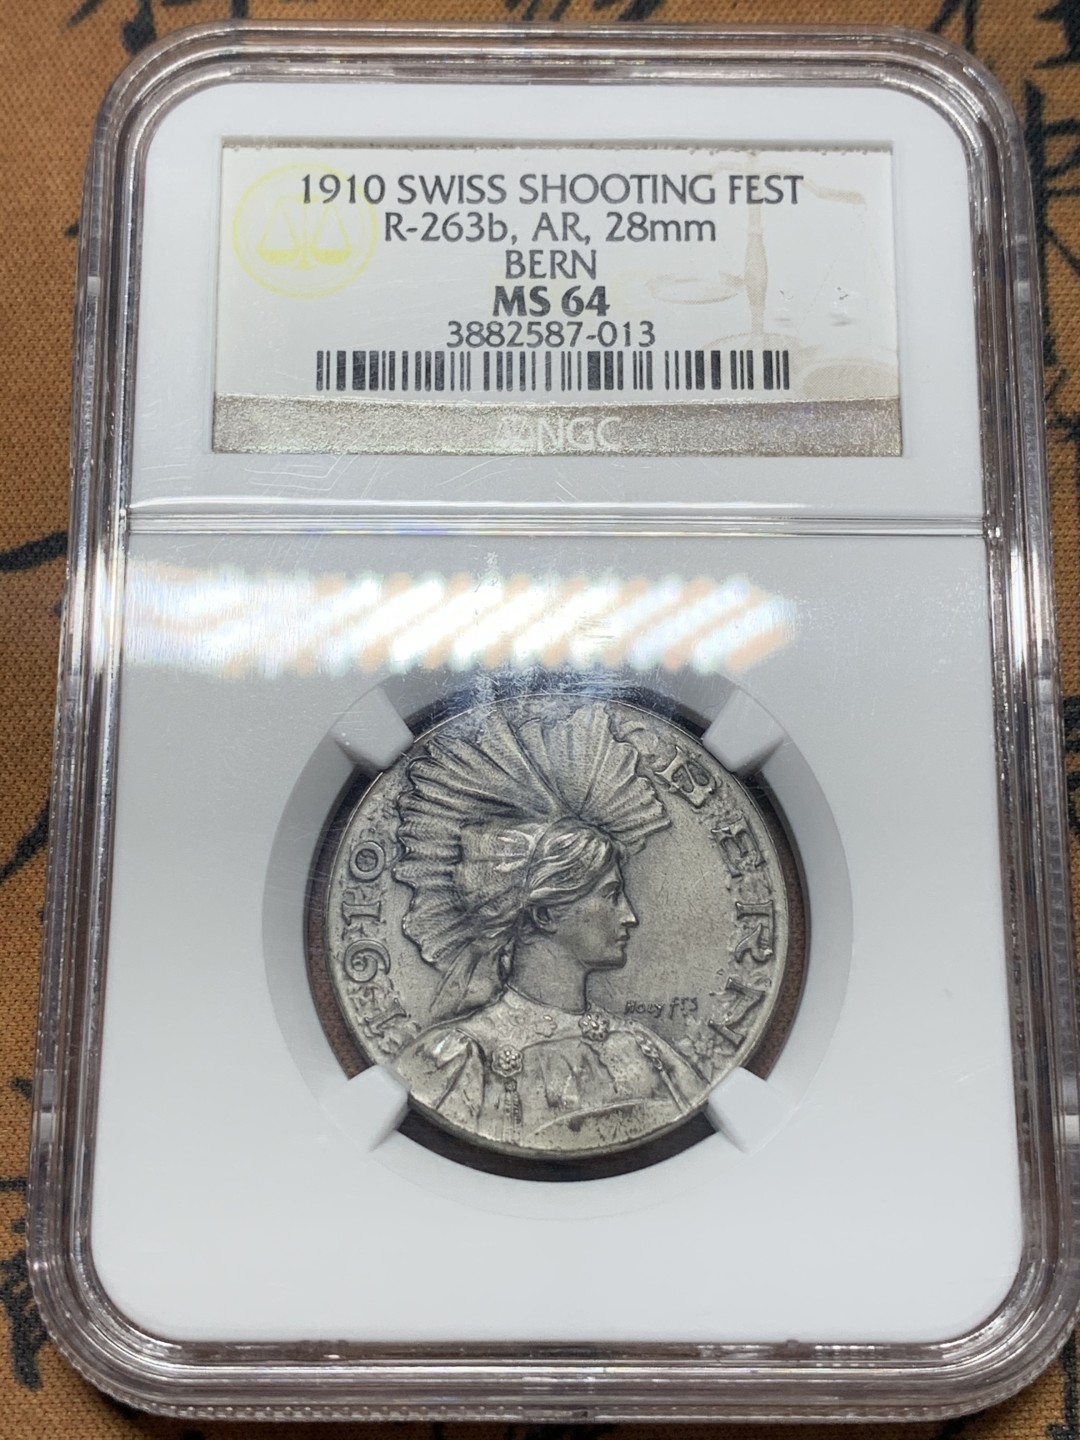 1910 SWISS SHOOTING FEST
R-263b, AR, 28mm
BERN
MS 64
3882587-013
NGC
1910
BERN